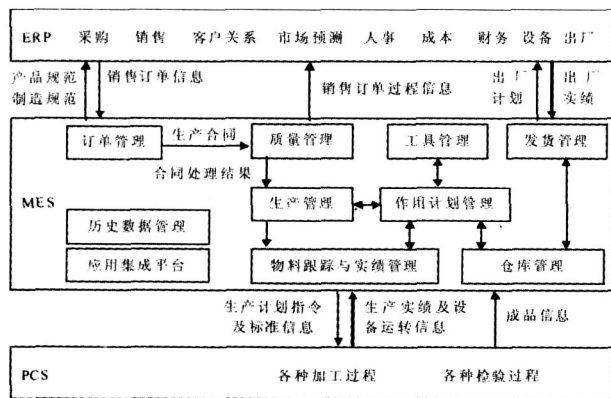 ERP 采购 销售 客户关系 市场预测 人事 成本 财务 设备 出厂
产品规范
制造规范
销售订单信息
销售订单过程信息
出厂
计划
出厂
实绩
MES
订单管理
生产合同
质量管理
工具管理
发货管理
合同处理结果
生产管理
作用计划管理
历史数据管理
应用集成平台
物料跟踪与实绩管理
仓库管理
生产计划指令
及标准信息
生产实绩及设
备运转信息
成品信息
PCS 各种加工过程 各种检验过程